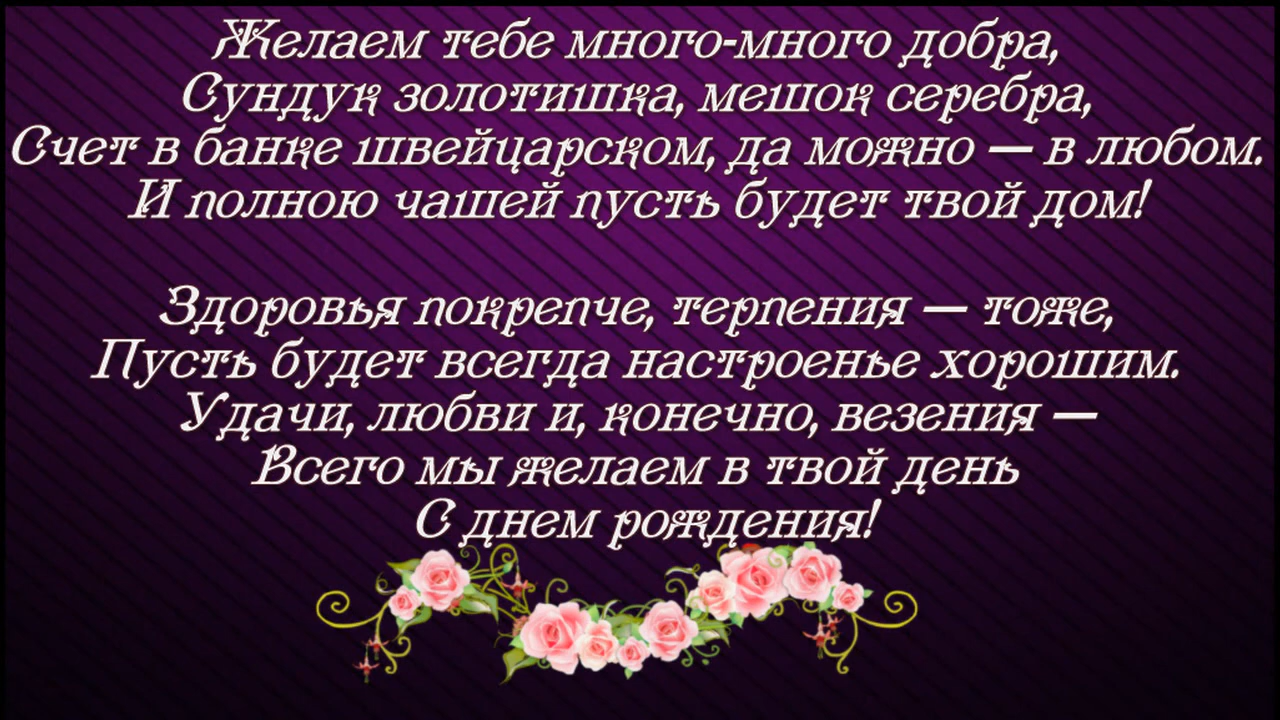 Желаем тебе много-много добра,
Сундук золотишка, мешок серебра,
Счет в банке швейцарском, да можно — в любом.
И полною чашей пусть будет твой дом!
Здоровья покрепче, терпения — тоже,
Пусть будет всегда настроенье хорошим.
Удачи, любви и, конечно, везения —
Всего мы желаем в твой день
С днем рождения!